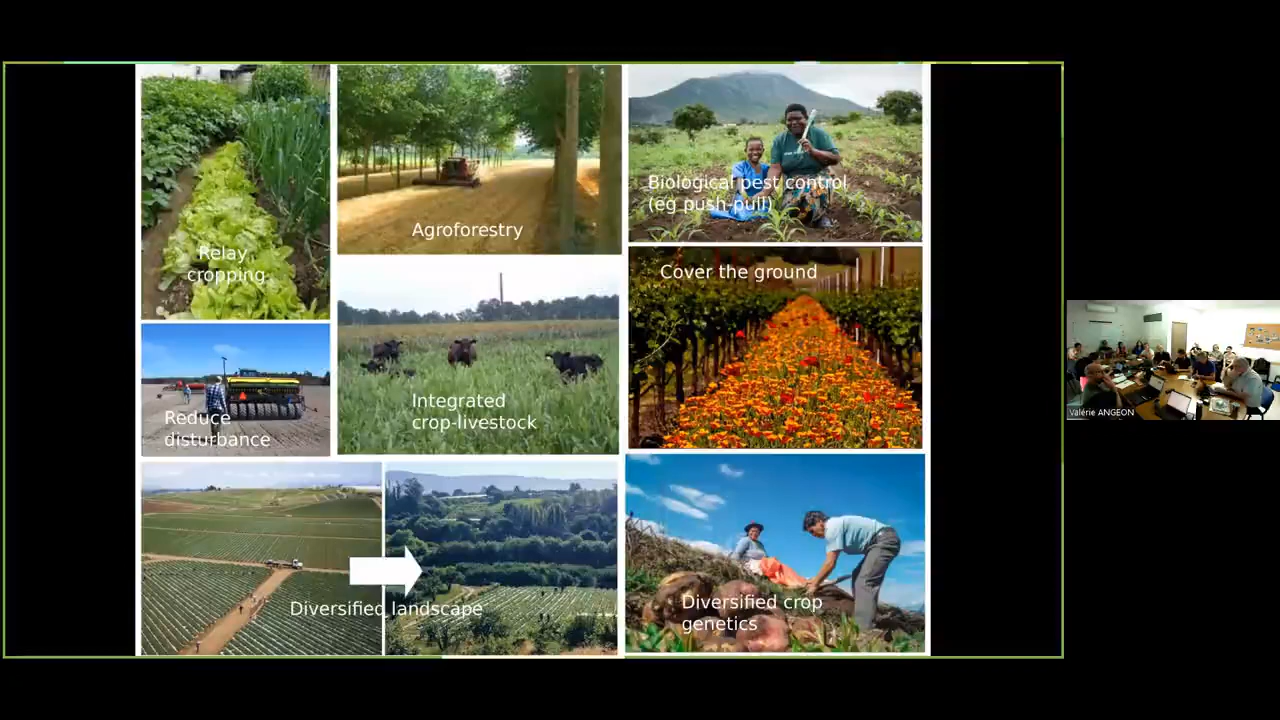 Relay
cropping
Agroforestry
Biological pest control
(eg push-pull)
Cover the ground
Reduce
disturbance
Integrated
crop-livestock
Diversified landscape
Diversified crop
genetics
Valérie ANGEON